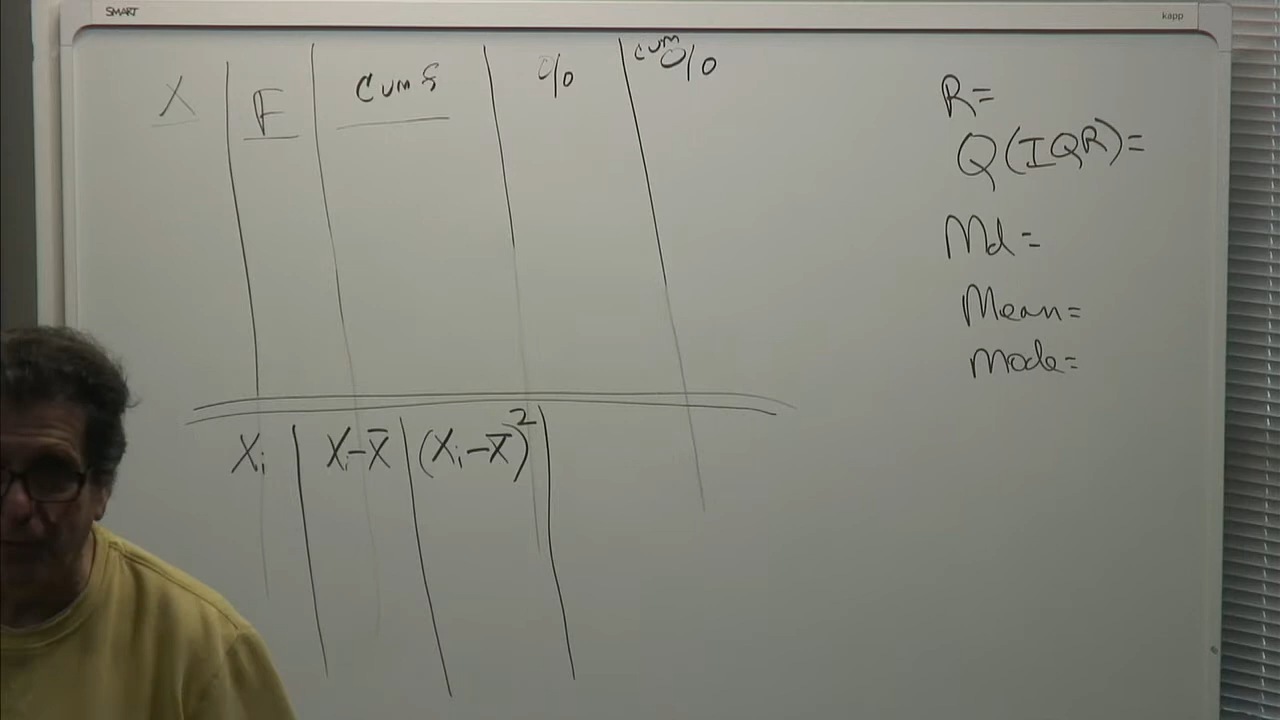 SMART
kapp
X F cum f % cum %
R=
Q(IQR)=
Md=
Mean=
Mode=
Xᵢ Xᵢ-X̄ (Xᵢ-X̄)²